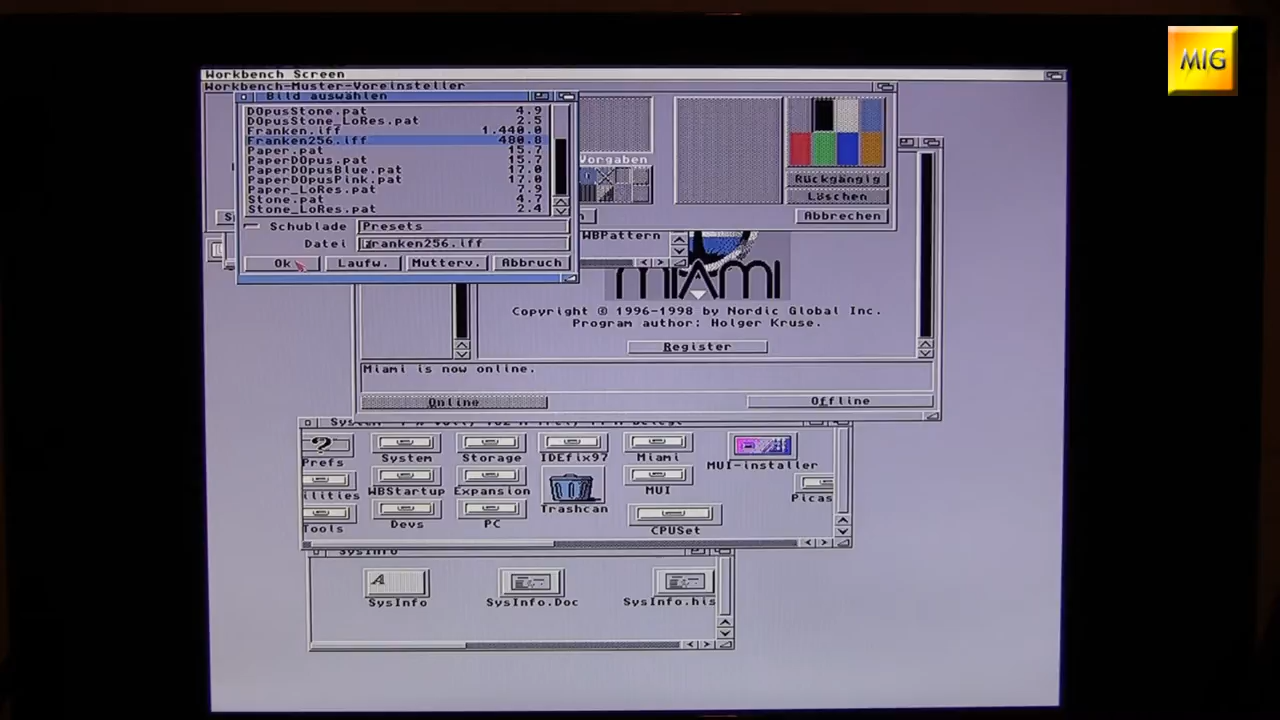 MIG
Workbench Screen
Workbench-Muster-Voreinsteller
Bild auswählen
DOpusStone.pat 4.9
DOpusStone_LoRes.pat 2.5
Franken.iff 1.440.0
Franken256.iff 480.8
Paper.pat 15.7
PaperDOpus.pat 15.7
PaperDOpusBlue.pat 17.0
PaperDOpusPink.pat 17.0
Paper_LoRes.pat 7.9
Stone.pat 4.7
Stone_LoRes.pat 2.4
Schublade Presets
Datei Franken256.iff
Ok Laufw. Mutterv. Abbruch
Vorgaben
Rückgängig
Löschen
Abbrechen
WBPattern
MIAMI
Copyright © 1996-1998 by Nordic Global Inc.
Program author: Holger Kruse.
Register
Miami is now online.
Online Offline
Prefs System Storage IDEfix97 Miami MUI-installer
ilities WBStartup Expansion Trashcan MUI Picas
Tools Devs PC CPUSet
SysInfo
SysInfo SysInfo.Doc SysInfo.his